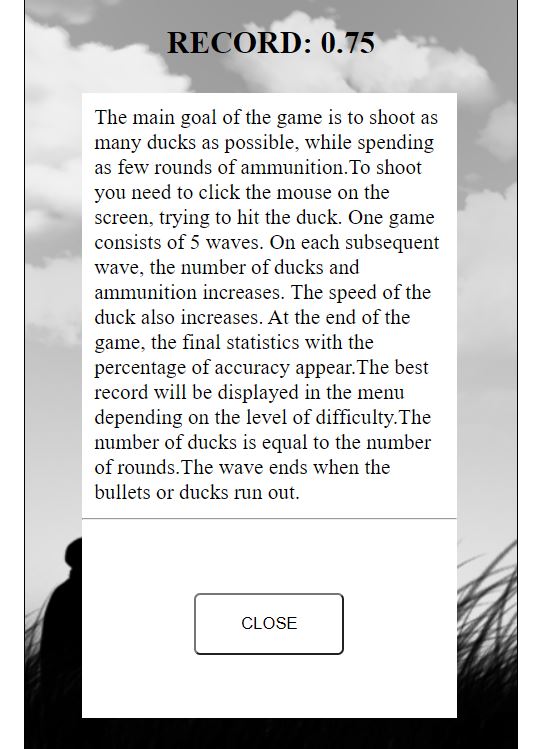 RECORD: 0.75
The main goal of the game is to shoot as
many ducks as possible, while spending
as few rounds of ammunition.To shoot
you need to click the mouse on the
screen, trying to hit the duck. One game
consists of 5 waves. On each subsequent
wave, the number of ducks and
ammunition increases. The speed of the
duck also increases. At the end of the
game, the final statistics with the
percentage of accuracy appear.The best
record will be displayed in the menu
depending on the level of difficulty.The
number of ducks is equal to the number
of rounds.The wave ends when the
bullets or ducks run out.
CLOSE